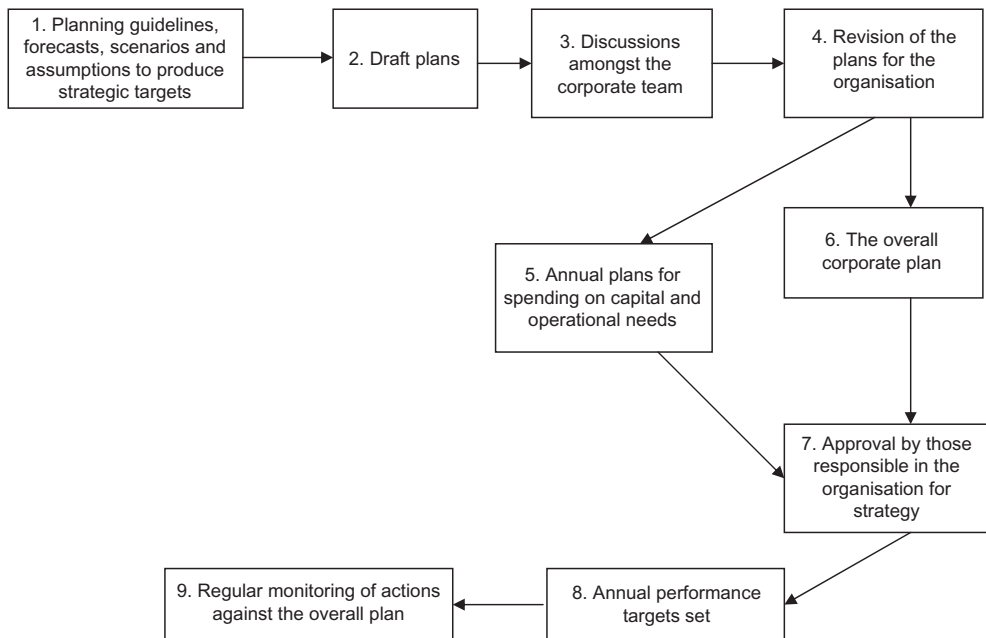 1. Planning guidelines,
forecasts, scenarios and
assumptions to produce
strategic targets
2. Draft plans
3. Discussions
amongst the
corporate team
4. Revision of the
plans for the
organisation
5. Annual plans for
spending on capital and
operational needs
6. The overall
corporate plan
7. Approval by those
responsible in the
organisation for
strategy
8. Annual performance
targets set
9. Regular monitoring of actions
against the overall plan